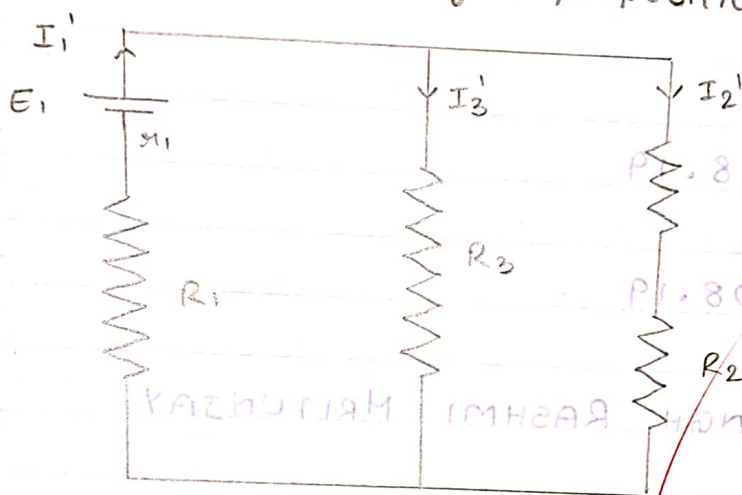 I₁'
E₁
r₁
I₃'
I₂'
R₃
R₁
R₂